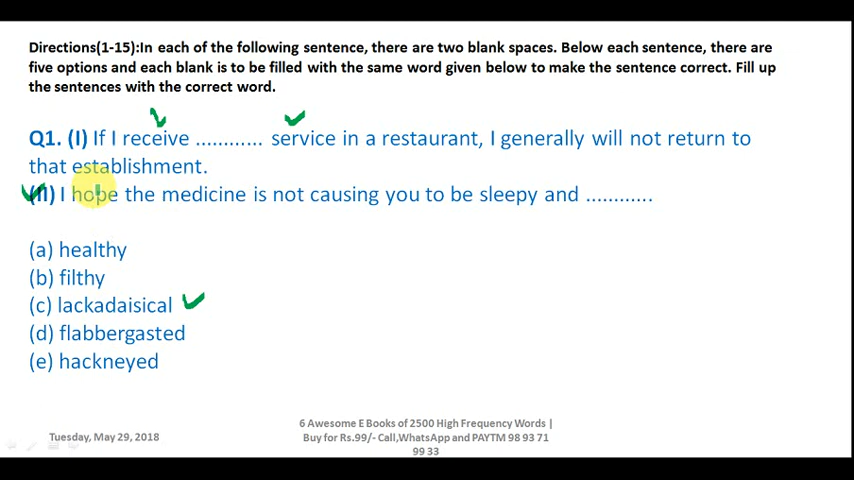 Directions(1-15):In each of the following sentence, there are two blank spaces. Below each sentence, there are
five options and each blank is to be filled with the same word given below to make the sentence correct. Fill up
the sentences with the correct word.
Q1. (I) If I receive ............ service in a restaurant, I generally will not return to
that establishment.
(II) I hope the medicine is not causing you to be sleepy and ............
(a) healthy
(b) filthy
(c) lackadaisical
(d) flabbergasted
(e) hackneyed
Tuesday, May 29, 2018
6 Awesome E Books of 2500 High Frequency Words |
Buy for Rs.99/- Call,WhatsApp and PAYTM 98 93 71
99 33